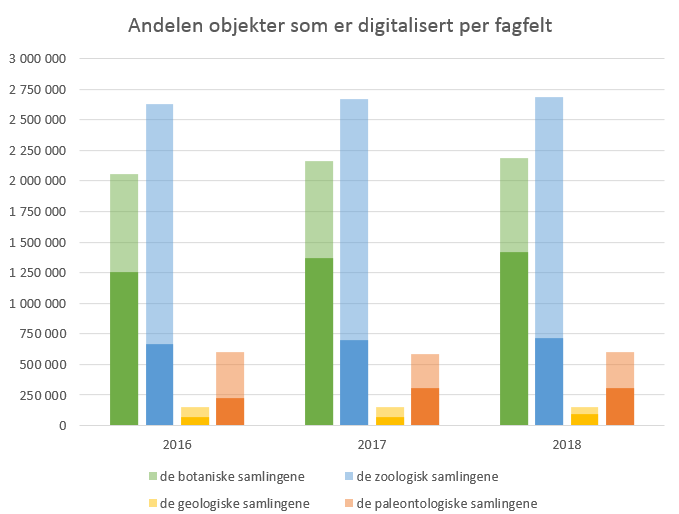 Andelen objekter som er digitalisert per fagfelt
3 000 000
2 750 000
2 500 000
2 250 000
2 000 000
1 750 000
1 500 000
1 250 000
1 000 000
750 000
500 000
250 000
0
2016 2017 2018
de botaniske samlingene de zoologisk samlingene
de geologiske samlingene de paleontologiske samlingene